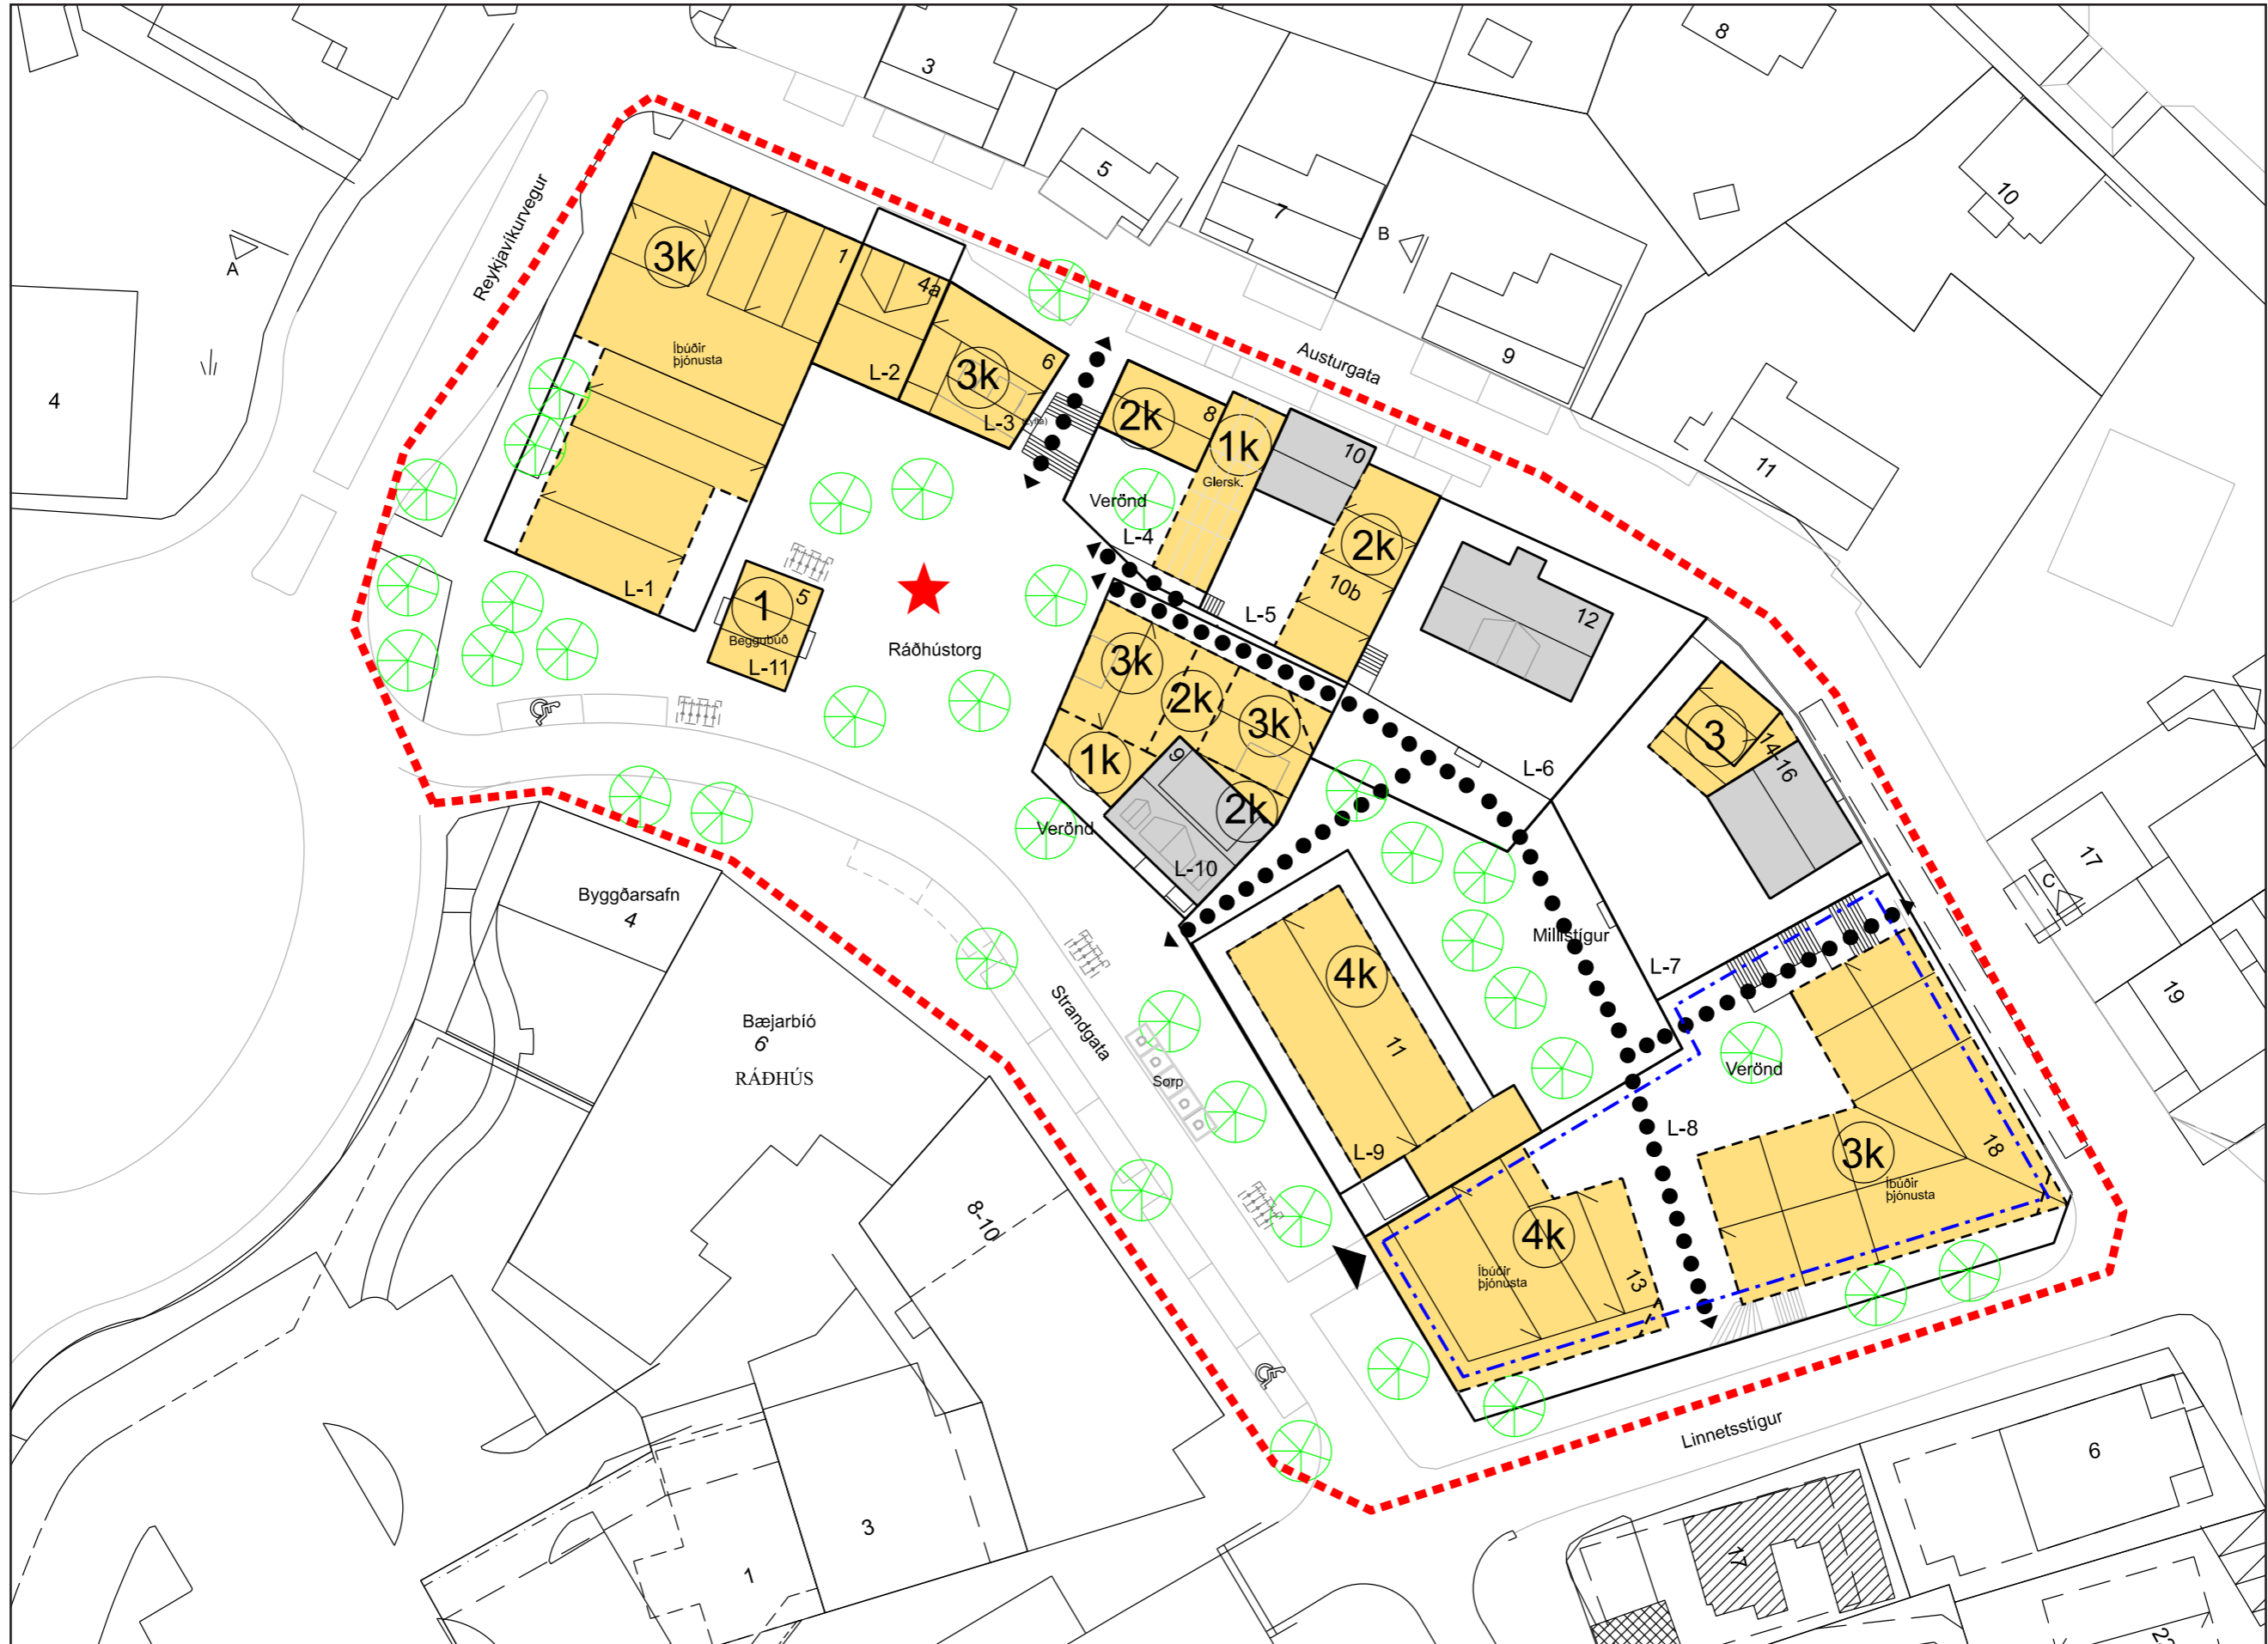 3
8
5
7
10
B
A
Reykjavíkurvegur
3k
1
4a
Íbúðir
þjónusta
L-2
3k
6
L-3
Austurgata
9
4
2k
8
1k
10
Glersk.
11
Verönd
L-4
2k
10b
L-5
12
L-1
1
5
Beggubúð
L-11
Ráðhústorg
3k
2k
3k
1k
9
2k
L-10
Verönd
L-6
3
14-16
17
C
Byggðarsafn
4
Millistígur
L-7
4k
11
19
Bæjarbíó
6
RÁÐHÚS
Strandgata
Sorp
Verönd
L-8
L-9
3k
18
Íbúðir
þjónusta
8-10
4k
13
Íbúðir
þjónusta
Linnetsstígur
6
3
1
17